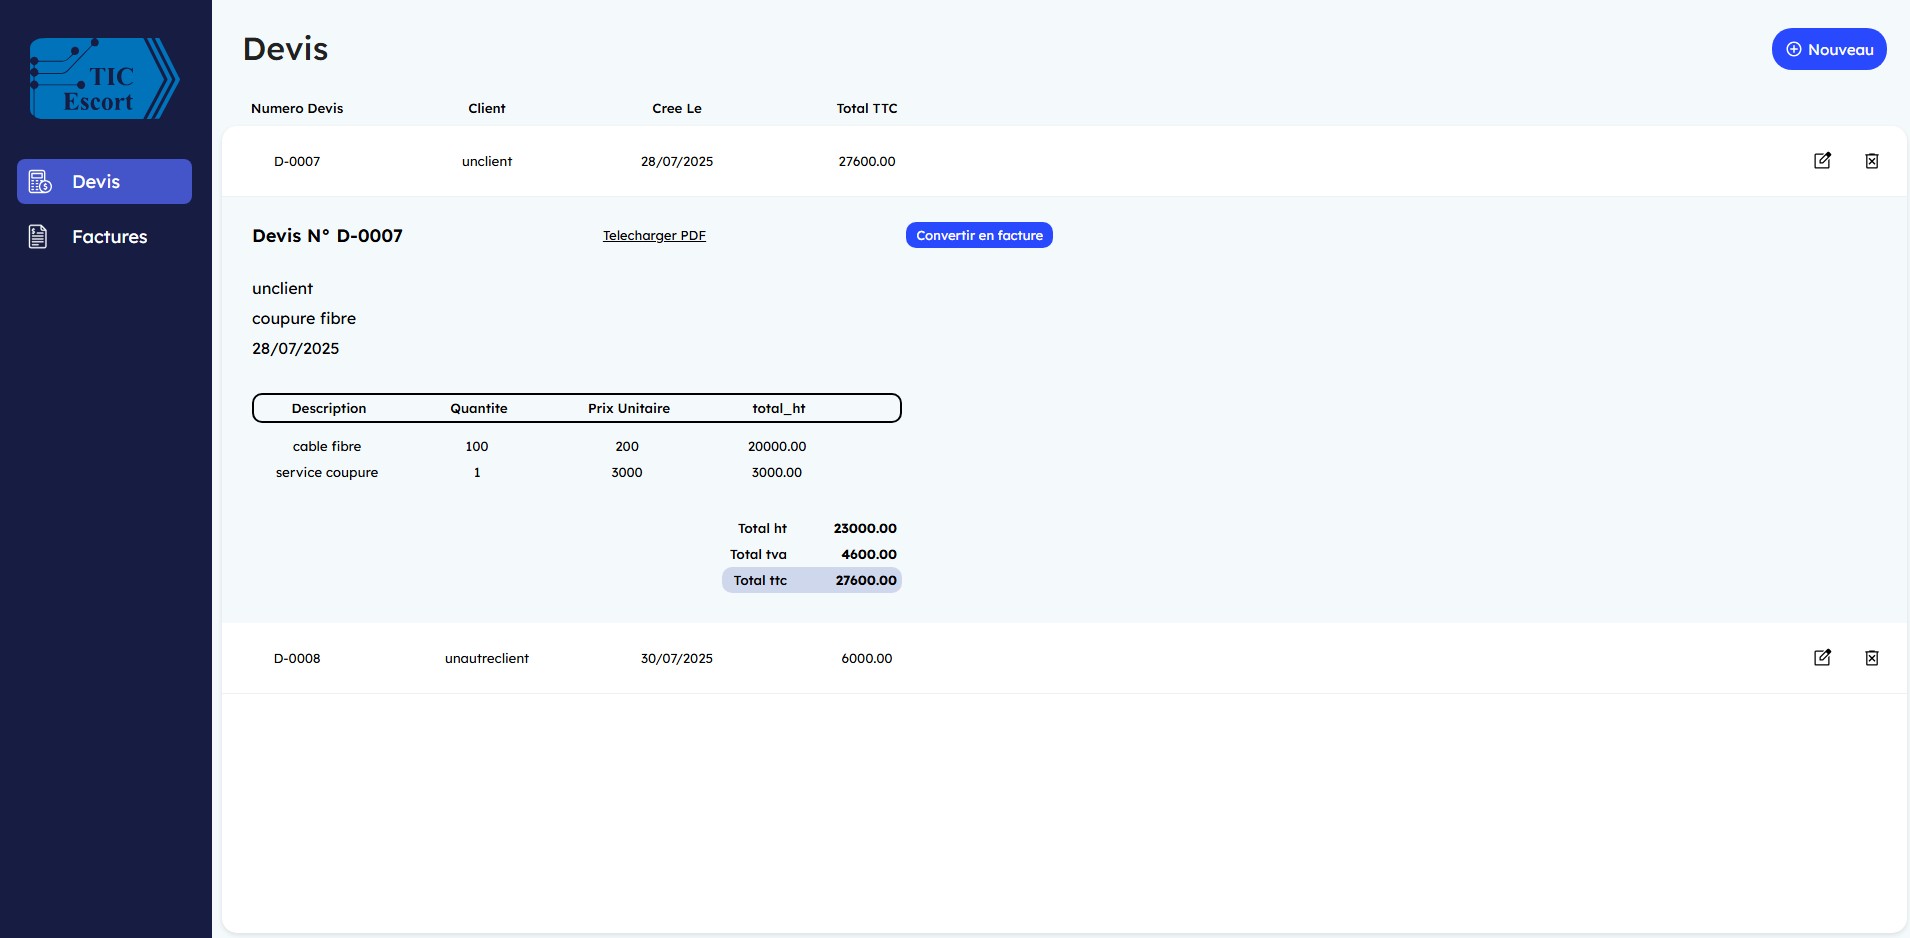 TIC
Escort
Devis
Factures
Devis
Nouveau
Numero Devis Client Cree Le Total TTC
D-0007 unclient 28/07/2025 27600.00
Devis N° D-0007 Telecharger PDF Convertir en facture
unclient
coupure fibre
28/07/2025
Description Quantite Prix Unitaire total_ht
cable fibre 100 200 20000.00
service coupure 1 3000 3000.00
Total ht 23000.00
Total tva 4600.00
Total ttc 27600.00
D-0008 unautreclient 30/07/2025 6000.00